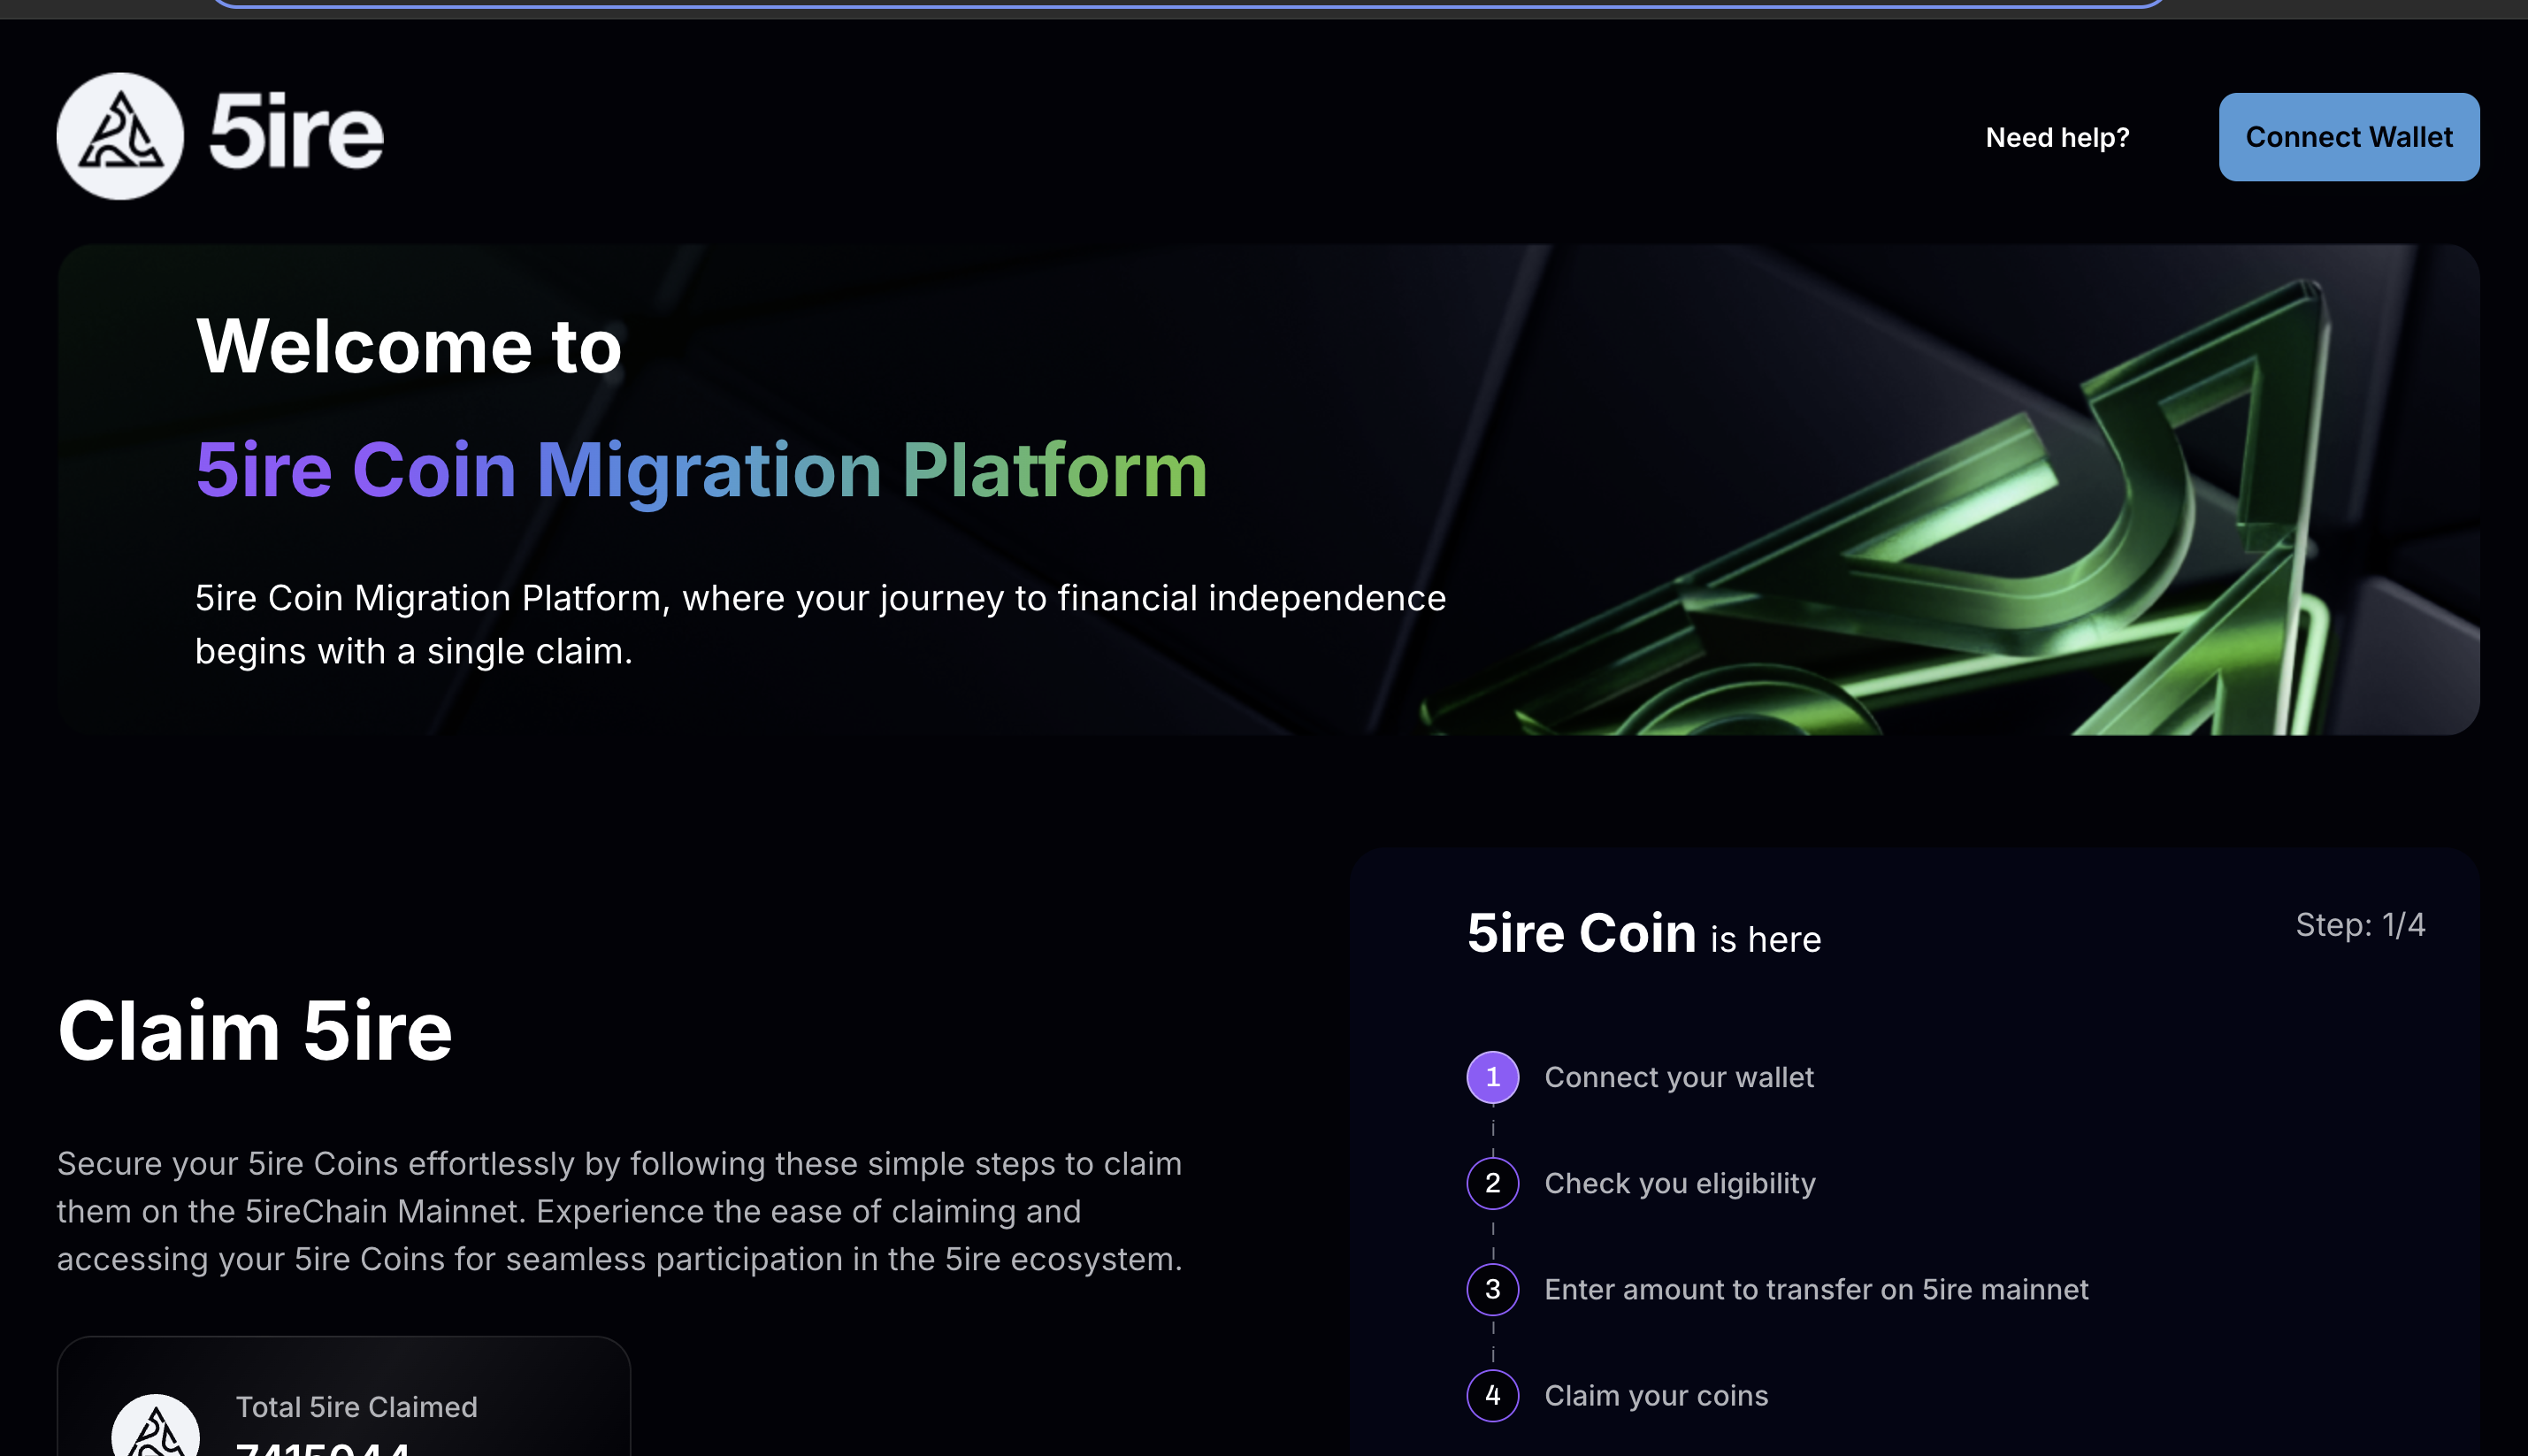 5ire
Need help?
Connect Wallet
Welcome to
5ire Coin Migration Platform
5ire Coin Migration Platform, where your journey to financial independence
begins with a single claim.
Claim 5ire
Secure your 5ire Coins effortlessly by following these simple steps to claim
them on the 5ireChain Mainnet. Experience the ease of claiming and
accessing your 5ire Coins for seamless participation in the 5ire ecosystem.
Total 5ire Claimed
5ire Coin is here
Step: 1/4
1 Connect your wallet
2 Check you eligibility
3 Enter amount to transfer on 5ire mainnet
4 Claim your coins